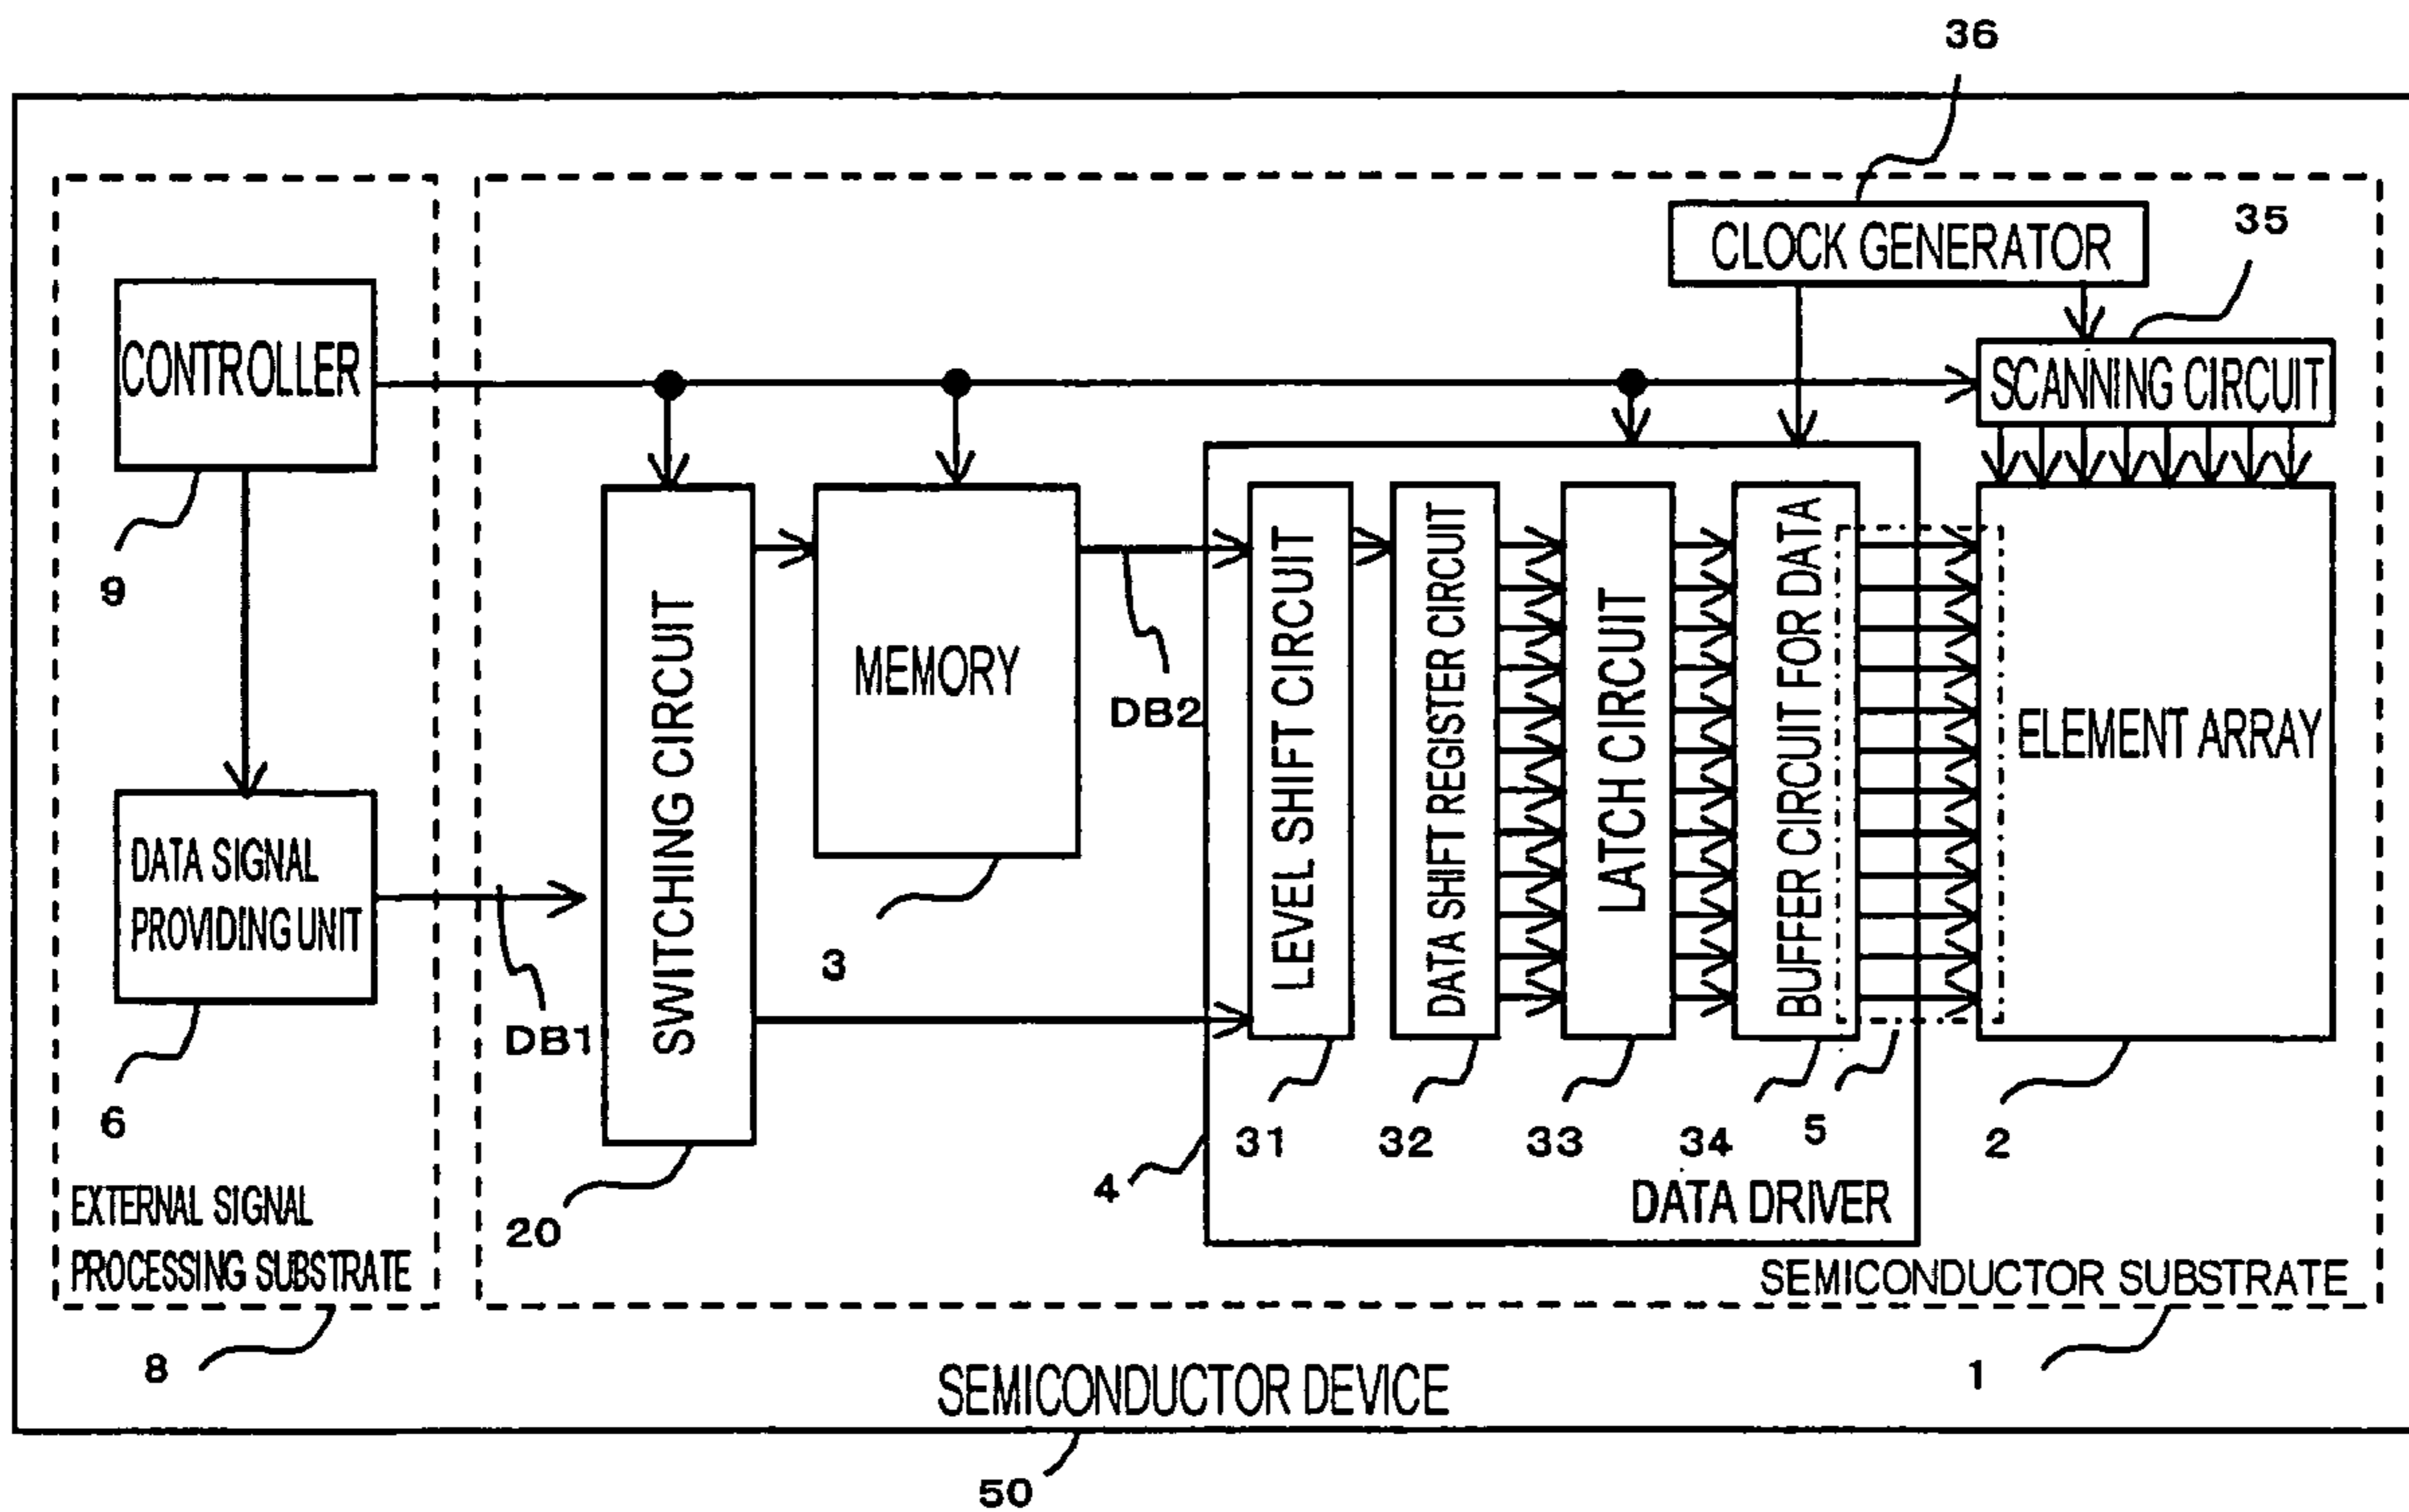 36
CLOCK GENERATOR
35
CONTROLLER
SCANNING CIRCUIT
9
SWITCHING CIRCUIT
MEMORY
DB2
LEVEL SHIFT CIRCUIT
DATA SHIFT REGISTER CIRCUIT
LATCH CIRCUIT
BUFFER CIRCUIT FOR DATA
ELEMENT ARRAY
DATA SIGNAL
PROVIDING UNIT
DB1
3
6
31
32
33
34
5
2
4
20
DATA DRIVER
EXTERNAL SIGNAL
PROCESSING SUBSTRATE
SEMICONDUCTOR SUBSTRATE
8
1
SEMICONDUCTOR DEVICE
50